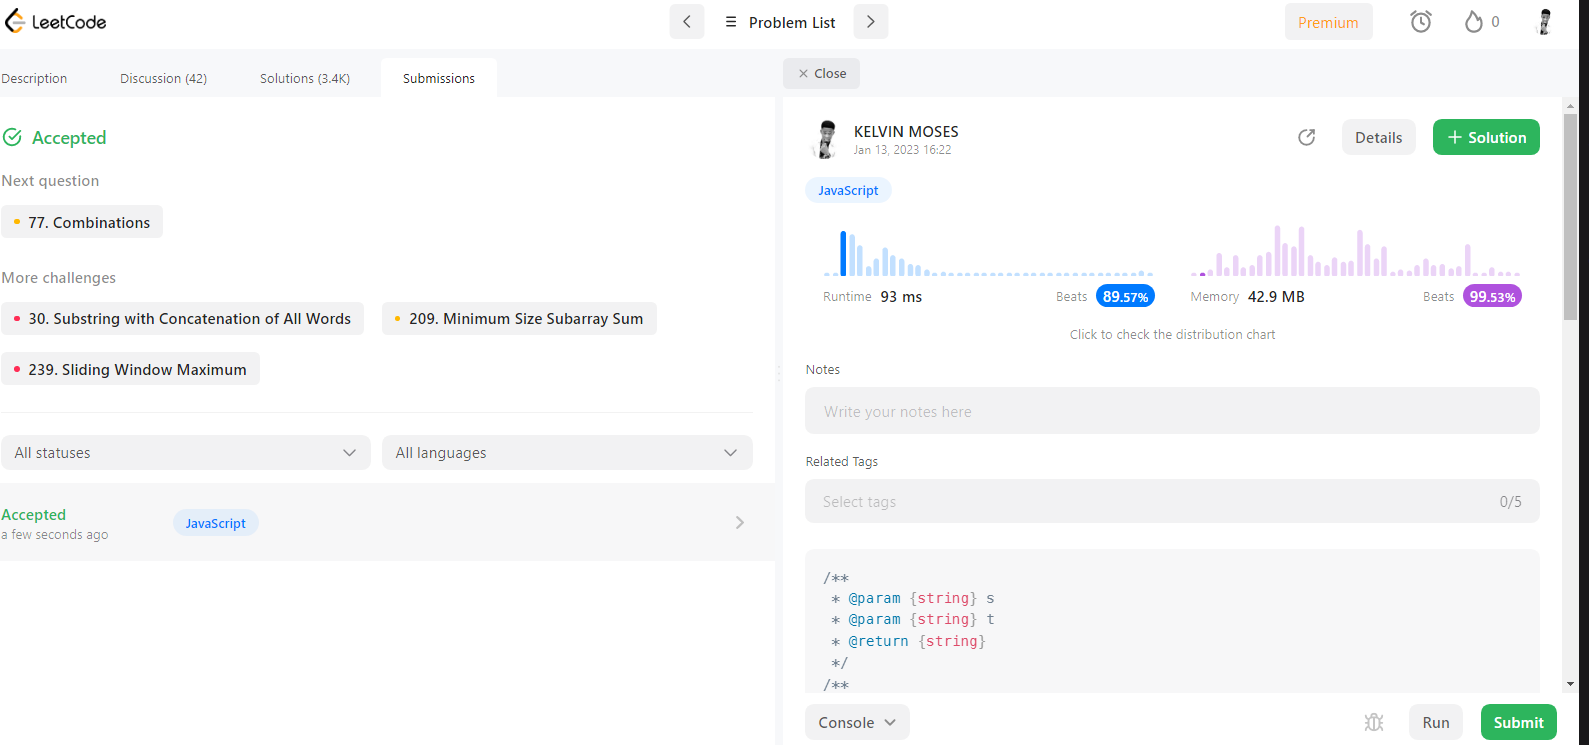 LeetCode
Problem List
Premium
0
Description
Discussion (42)
Solutions (3.4K)
Submissions
Close
Accepted
Next question
77. Combinations
More challenges
30. Substring with Concatenation of All Words
209. Minimum Size Subarray Sum
239. Sliding Window Maximum
All statuses
All languages
Accepted
a few seconds ago
JavaScript
KELVIN MOSES
Jan 13, 2023 16:22
Details
+ Solution
JavaScript
Runtime 93 ms
Beats 89.57%
Memory 42.9 MB
Beats 99.53%
Click to check the distribution chart
Notes
Write your notes here
Related Tags
Select tags
0/5
/**
* @param {string} s
* @param {string} t
* @return {string}
*/
/**
Console
Run
Submit